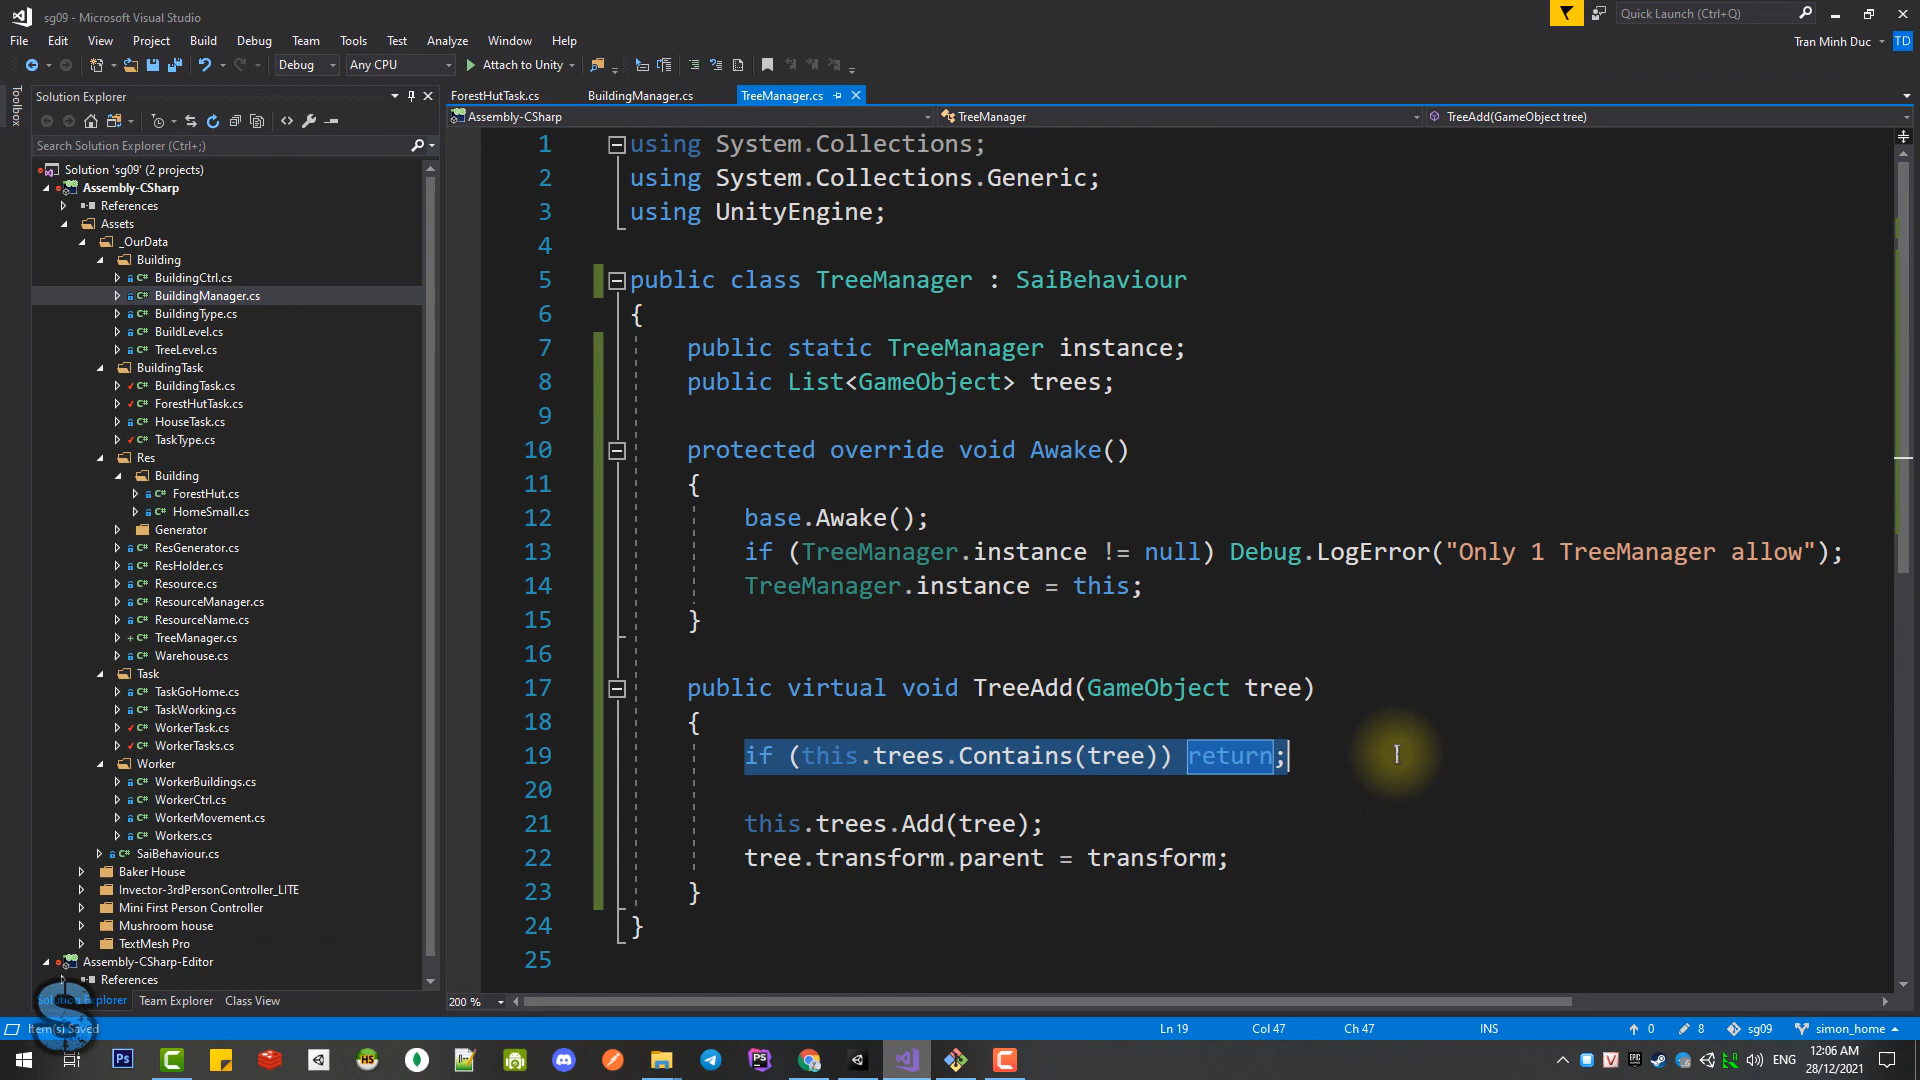 sg09 - Microsoft Visual Studio
Quick Launch (Ctrl+Q)
File Edit View Project Build Debug Team Tools Test Analyze Window Help
Tran Minh Duc TD
Debug Any CPU Attach to Unity
Toolbox
Solution Explorer
Search Solution Explorer (Ctrl+;)
Solution 'sg09' (2 projects)
Assembly-CSharp
References
Assets
_OurData
Building
BuildingCtrl.cs
BuildingManager.cs
BuildingType.cs
BuildLevel.cs
TreeLevel.cs
BuildingTask
BuildingTask.cs
ForestHutTask.cs
HouseTask.cs
TaskType.cs
Res
Building
ForestHut.cs
HomeSmall.cs
Generator
ResGenerator.cs
ResHolder.cs
Resource.cs
ResourceManager.cs
ResourceName.cs
TreeManager.cs
Warehouse.cs
Task
TaskGoHome.cs
TaskWorking.cs
WorkerTask.cs
WorkerTasks.cs
Worker
WorkerBuildings.cs
WorkerCtrl.cs
WorkerMovement.cs
Workers.cs
SaiBehaviour.cs
Baker House
Invector-3rdPersonController_LITE
Mini First Person Controller
Mushroom house
TextMesh Pro
Assembly-CSharp-Editor
References
Solution Explorer Team Explorer Class View
ForestHutTask.cs BuildingManager.cs TreeManager.cs
Assembly-CSharp TreeManager TreeAdd(GameObject tree)
1 using System.Collections;
2 using System.Collections.Generic;
3 using UnityEngine;
4
5 public class TreeManager : SaiBehaviour
6 {
7 public static TreeManager instance;
8 public List<GameObject> trees;
9
10 protected override void Awake()
11 {
12 base.Awake();
13 if (TreeManager.instance != null) Debug.LogError("Only 1 TreeManager allow");
14 TreeManager.instance = this;
15 }
16
17 public virtual void TreeAdd(GameObject tree)
18 {
19 if (this.trees.Contains(tree)) return;
20
21 this.trees.Add(tree);
22 tree.transform.parent = transform;
23 }
24 }
25
200 %
Item(s) Saved Ln 19 Col 47 Ch 47 INS 0 8 sg09 simon_home
ENG 12:06 AM
28/12/2021